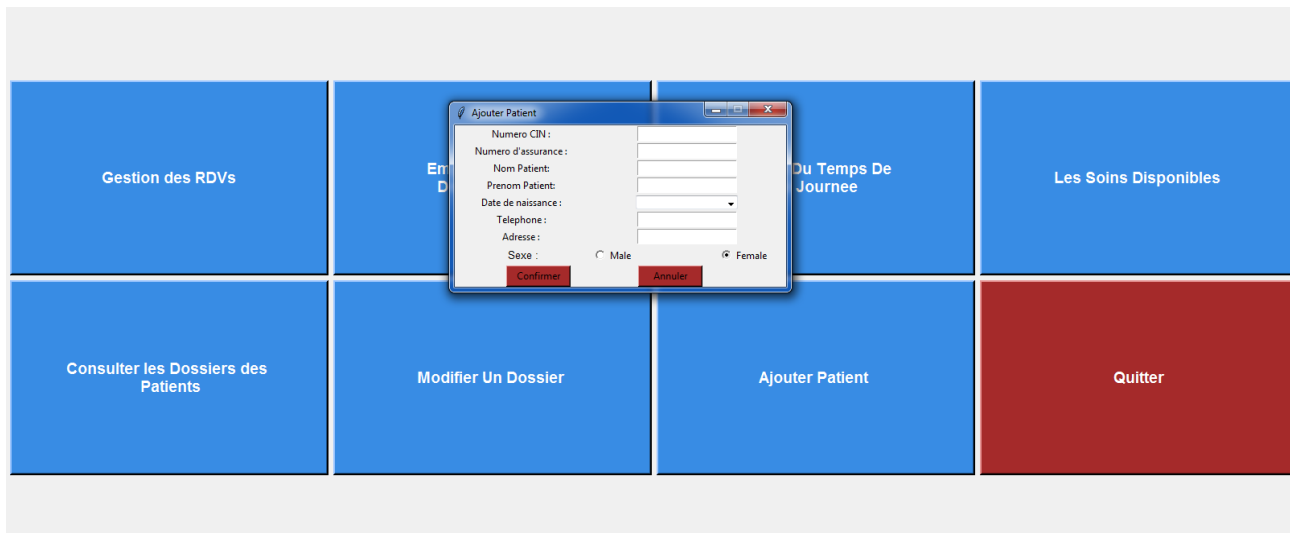 Ajouter Patient
Numero CIN :
Numero d'assurance :
Nom Patient:
Prenom Patient:
Date de naissance :
Telephone :
Adresse :
Sexe : Male Female
Confirmer Annuler
Gestion des RDVs
Du Temps De
Journee
Les Soins Disponibles
Consulter les Dossiers des
Patients
Modifier Un Dossier
Ajouter Patient
Quitter